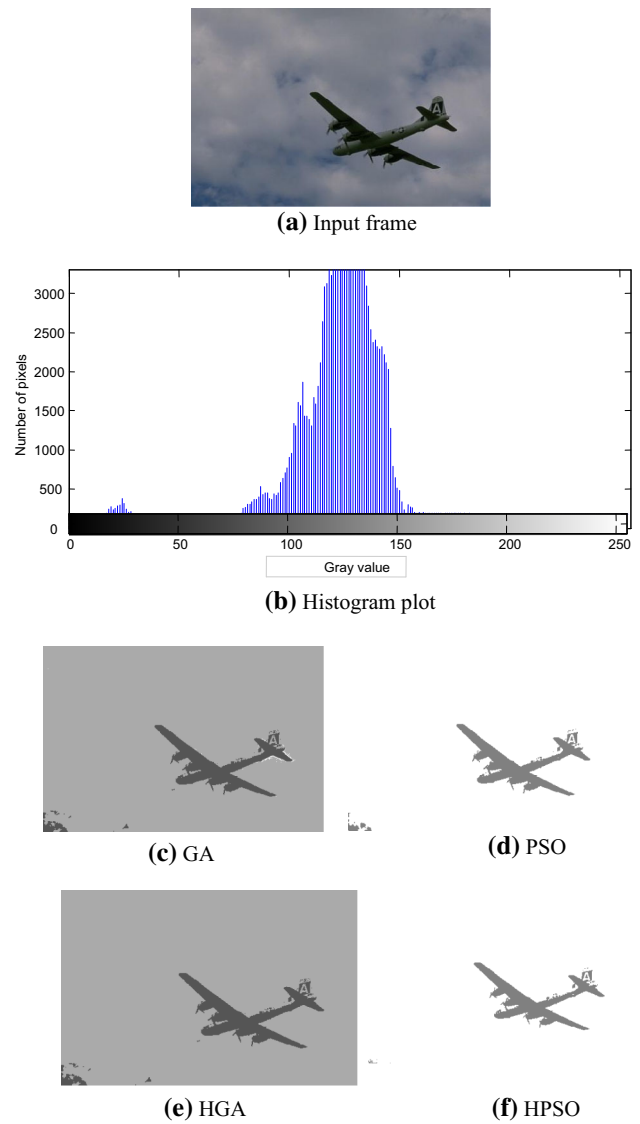 A
(a) Input frame
3000
2500
2000
1500
1000
500
0
Number of pixels
0 50 100 150 200 250
Gray value
(b) Histogram plot
A
A
(c) GA
(d) PSO
A
A
(e) HGA
(f) HPSO